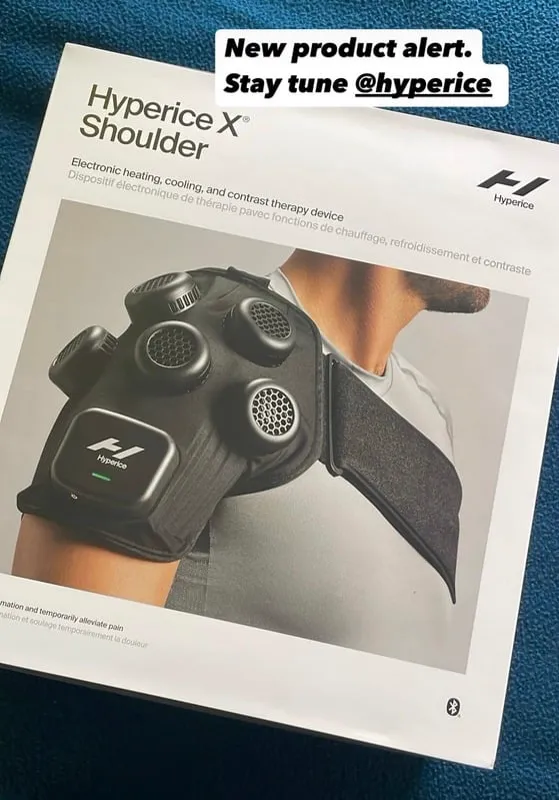 New product alert.
Stay tune @hyperice
Hyperice X®
Shoulder
Hyperice
Electronic heating, cooling, and contrast therapy device
Dispositif électronique de thérapie pavec fonctions de chauffage, refroidissement et contraste
Hyperice
mation and temporarily alleviate pain
mation et soulage temporairement la douleur